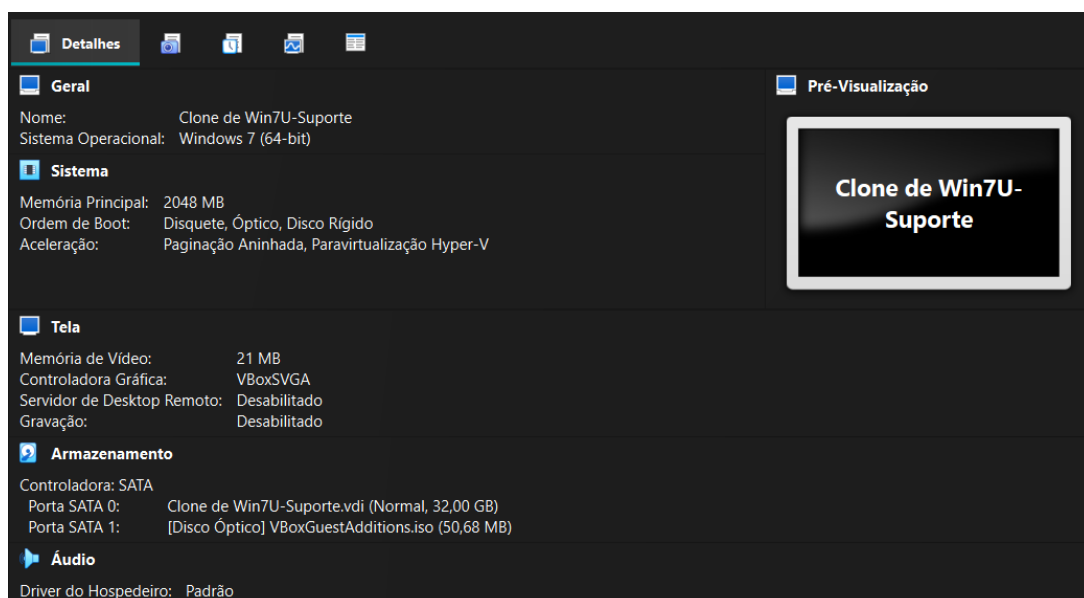 Detalhes
Geral
Nome: Clone de Win7U-Suporte
Sistema Operacional: Windows 7 (64-bit)
Pré-Visualização
Clone de Win7U-
Suporte
Sistema
Memória Principal: 2048 MB
Ordem de Boot: Disquete, Óptico, Disco Rígido
Aceleração: Paginação Aninhada, Paravirtualização Hyper-V
Tela
Memória de Vídeo: 21 MB
Controladora Gráfica: VBoxSVGA
Servidor de Desktop Remoto: Desabilitado
Gravação: Desabilitado
Armazenamento
Controladora: SATA
Porta SATA 0: Clone de Win7U-Suporte.vdi (Normal, 32,00 GB)
Porta SATA 1: [Disco Óptico] VBoxGuestAdditions.iso (50,68 MB)
Áudio
Driver do Hospedeiro: Padrão